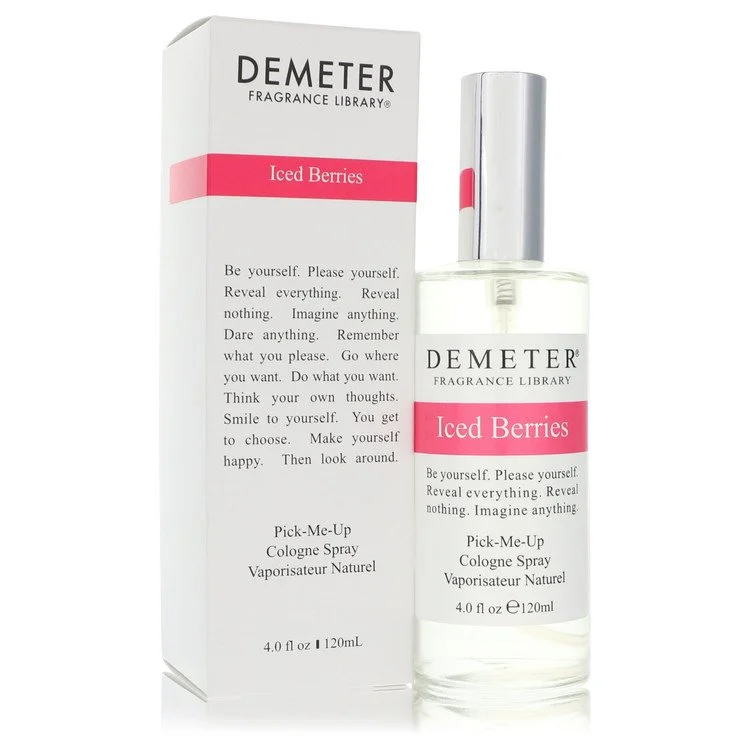 DEMETER
FRAGRANCE LIBRARY®
Iced Berries
Be yourself. Please yourself.
Reveal everything. Reveal
nothing. Imagine anything.
Dare anything. Remember
what you please. Go where
you want. Do what you want.
Think your own thoughts.
Smile to yourself. You get
to choose. Make yourself
happy. Then look around.
Pick-Me-Up
Cologne Spray
Vaporisateur Naturel
4.0 fl oz 120mL
DEMETER®
FRAGRANCE LIBRARY
Iced Berries
Be yourself. Please yourself.
Reveal everything. Reveal
nothing. Imagine anything.
Pick-Me-Up
Cologne Spray
Vaporisateur Naturel
4.0 fl oz ℮120ml